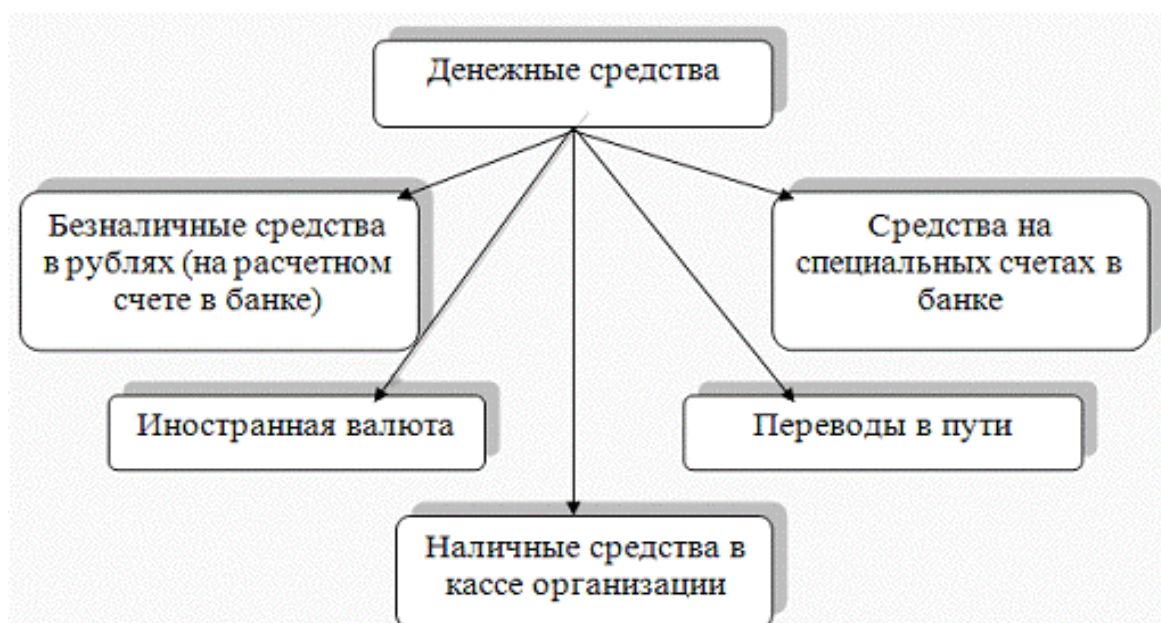 Денежные средства
Безналичные средства
в рублях (на расчетном
счете в банке)
Средства на
специальных счетах в
банке
Иностранная валюта
Переводы в пути
Наличные средства в
кассе организации